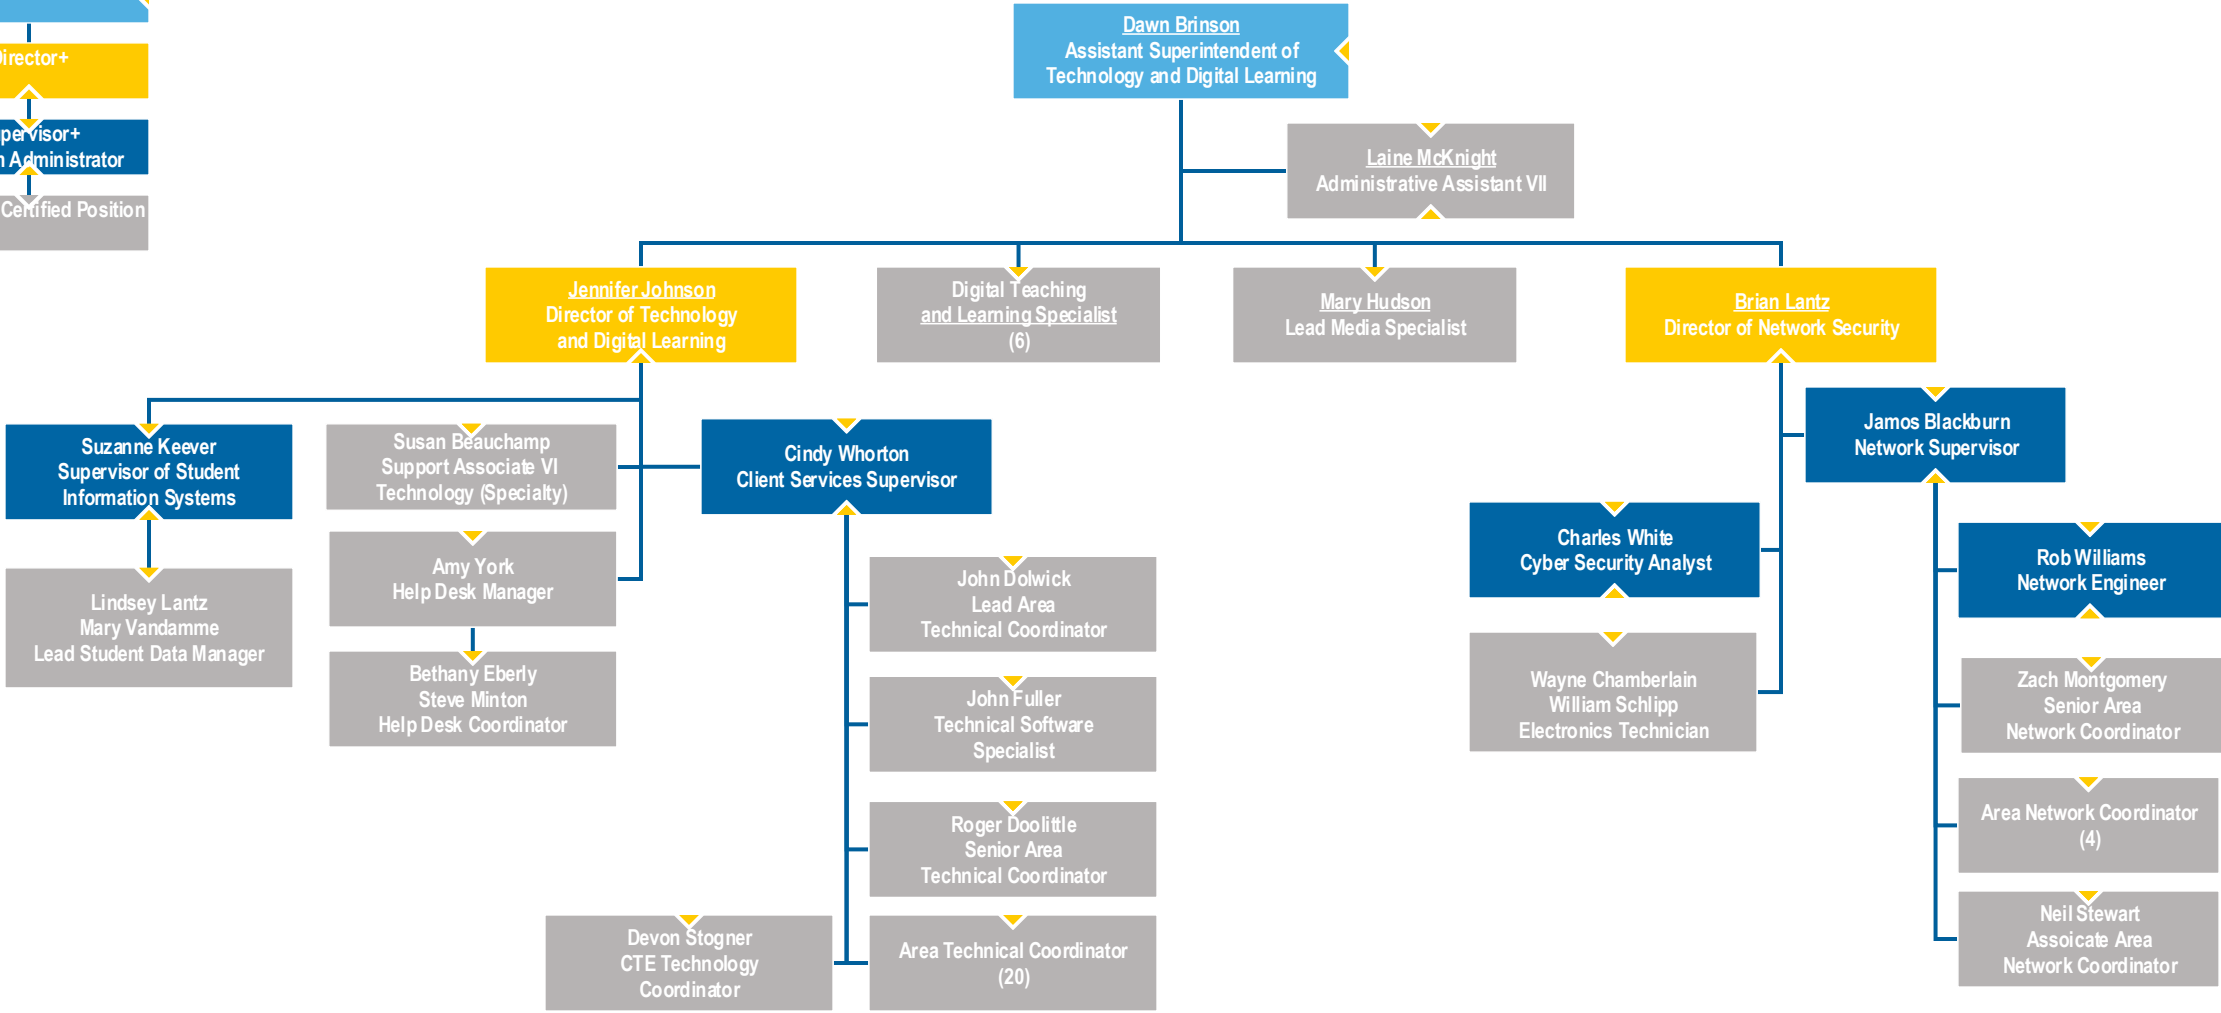 Dawn Brinson
Assistant Superintendent of
Technology and Digital Learning
Administrator
Certified Position
Laine McKnight
Administrative Assistant VII
Jennifer Johnson
Director of Technology
and Digital Learning
Digital Teaching
and Learning Specialist
(6)
Mary Hudson
Lead Media Specialist
Brian Lantz
Director of Network Security
Suzanne Keever
Supervisor of Student
Information Systems
Lindsey Lantz
Mary Vandamme
Lead Student Data Manager
Susan Beauchamp
Support Associate VI
Technology (Specialty)
Amy York
Help Desk Manager
Bethany Eberly
Steve Minton
Help Desk Coordinator
Cindy Whorton
Client Services Supervisor
John Dolwick
Lead Area
Technical Coordinator
John Fuller
Technical Software
Specialist
Roger Doolittle
Senior Area
Technical Coordinator
Devon Stogner
CTE Technology
Coordinator
Area Technical Coordinator
(20)
Jamos Blackburn
Network Supervisor
Charles White
Cyber Security Analyst
Wayne Chamberlain
William Schlipp
Electronics Technician
Rob Williams
Network Engineer
Zach Montgomery
Senior Area
Network Coordinator
Area Network Coordinator
(4)
Neil Stewart
Assoicate Area
Network Coordinator